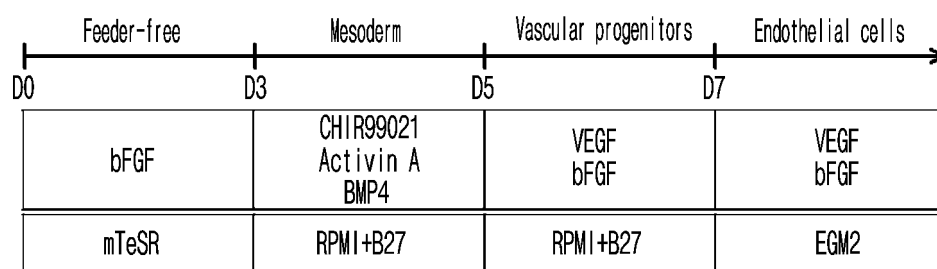 Feeder-free Mesoderm Vascular progenitors Endothelial cells
D0 D3 D5 D7
CHIR99021 VEGF VEGF
bFGF Activin A bFGF bFGF
BMP4
mTeSR RPMI+B27 RPMI+B27 EGM2